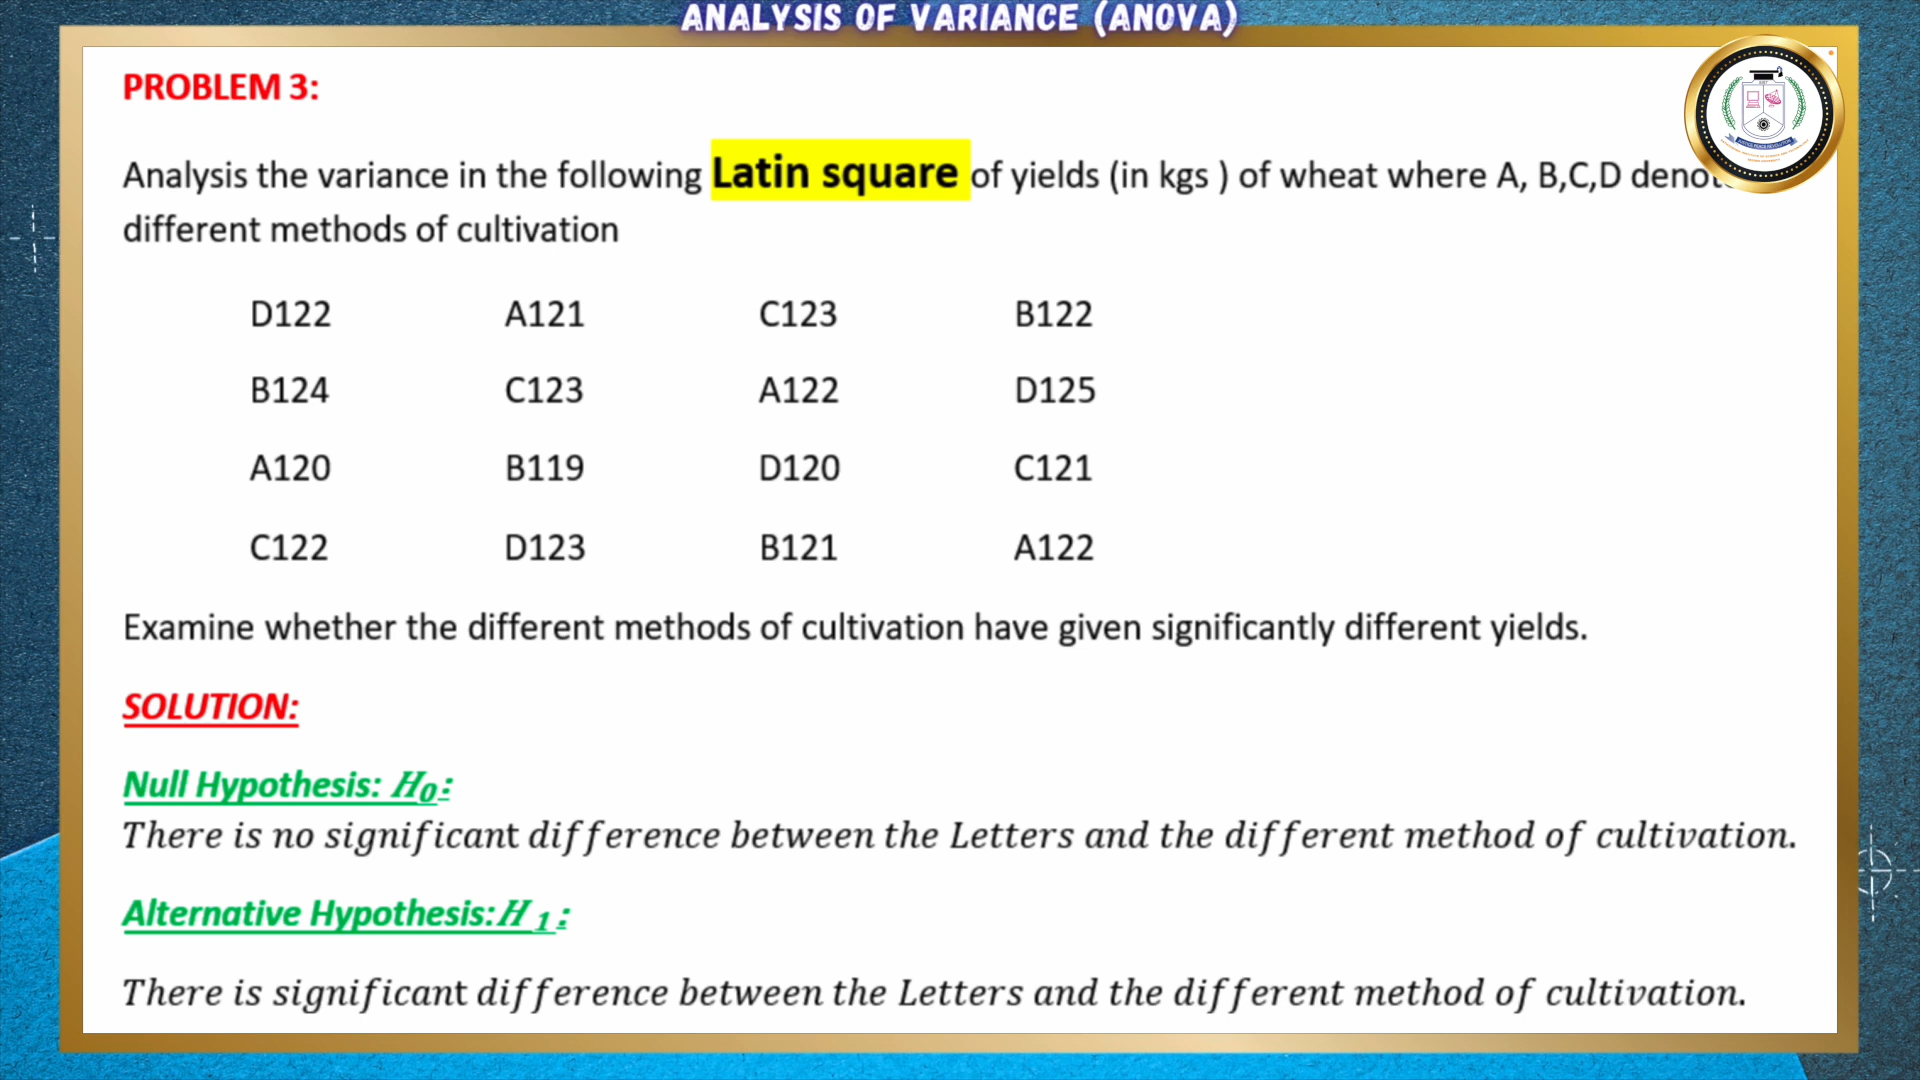 ANALYSIS OF VARIANCE (ANOVA)
PROBLEM 3:
Analysis the variance in the following Latin square of yields (in kgs ) of wheat where A, B,C,D
different methods of cultivation
D122 A121 C123 B122
B124 C123 A122 D125
A120 B119 D120 C121
C122 D123 B121 A122
Examine whether the different methods of cultivation have given significantly different yields.
SOLUTION:
Null Hypothesis: H₀:
There is no significant difference between the Letters and the different method of cultivation.
Alternative Hypothesis:H ₁ :
There is significant difference between the Letters and the different method of cultivation.